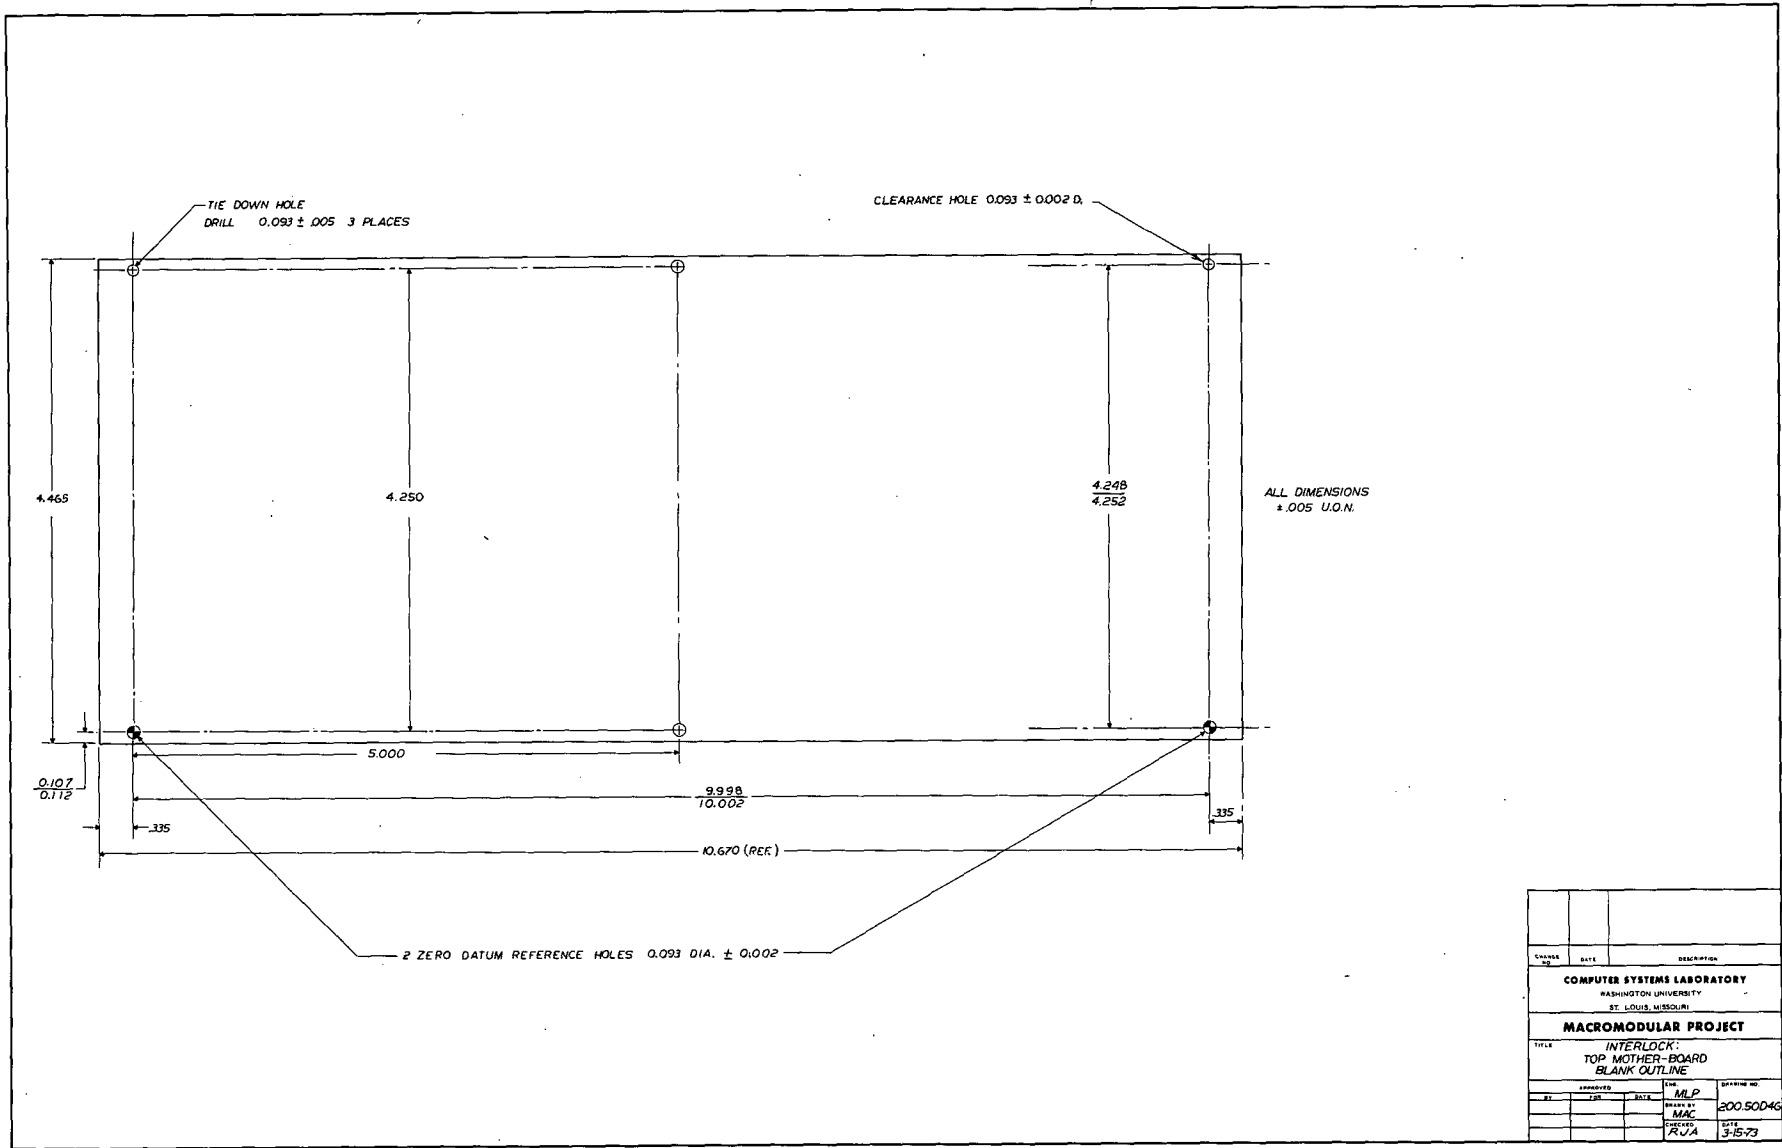 TIE DOWN HOLE
DRILL 0.093 ± .005 3 PLACES
CLEARANCE HOLE 0.093 ± 0.002 D.
4.465
4.250
4.248
4.252
ALL DIMENSIONS
±.005 U.O.N.
5.000
0.107
0.112
9.998
10.002
.335
.335
10.670 (REF.)
2 ZERO DATUM REFERENCE HOLES 0.093 DIA. ± 0.002
CHANGE NO DATE DESCRIPTION
COMPUTER SYSTEMS LABORATORY
WASHINGTON UNIVERSITY
ST. LOUIS, MISSOURI
MACROMODULAR PROJECT
TITLE INTERLOCK:
TOP MOTHER-BOARD
BLANK OUTLINE
APPROVED
BY FOR DATE
ENG. MLP
DRAWN BY MAC
CHECKED RJA
DRAWING NO.
200.50D4G
DATE
3-15-73